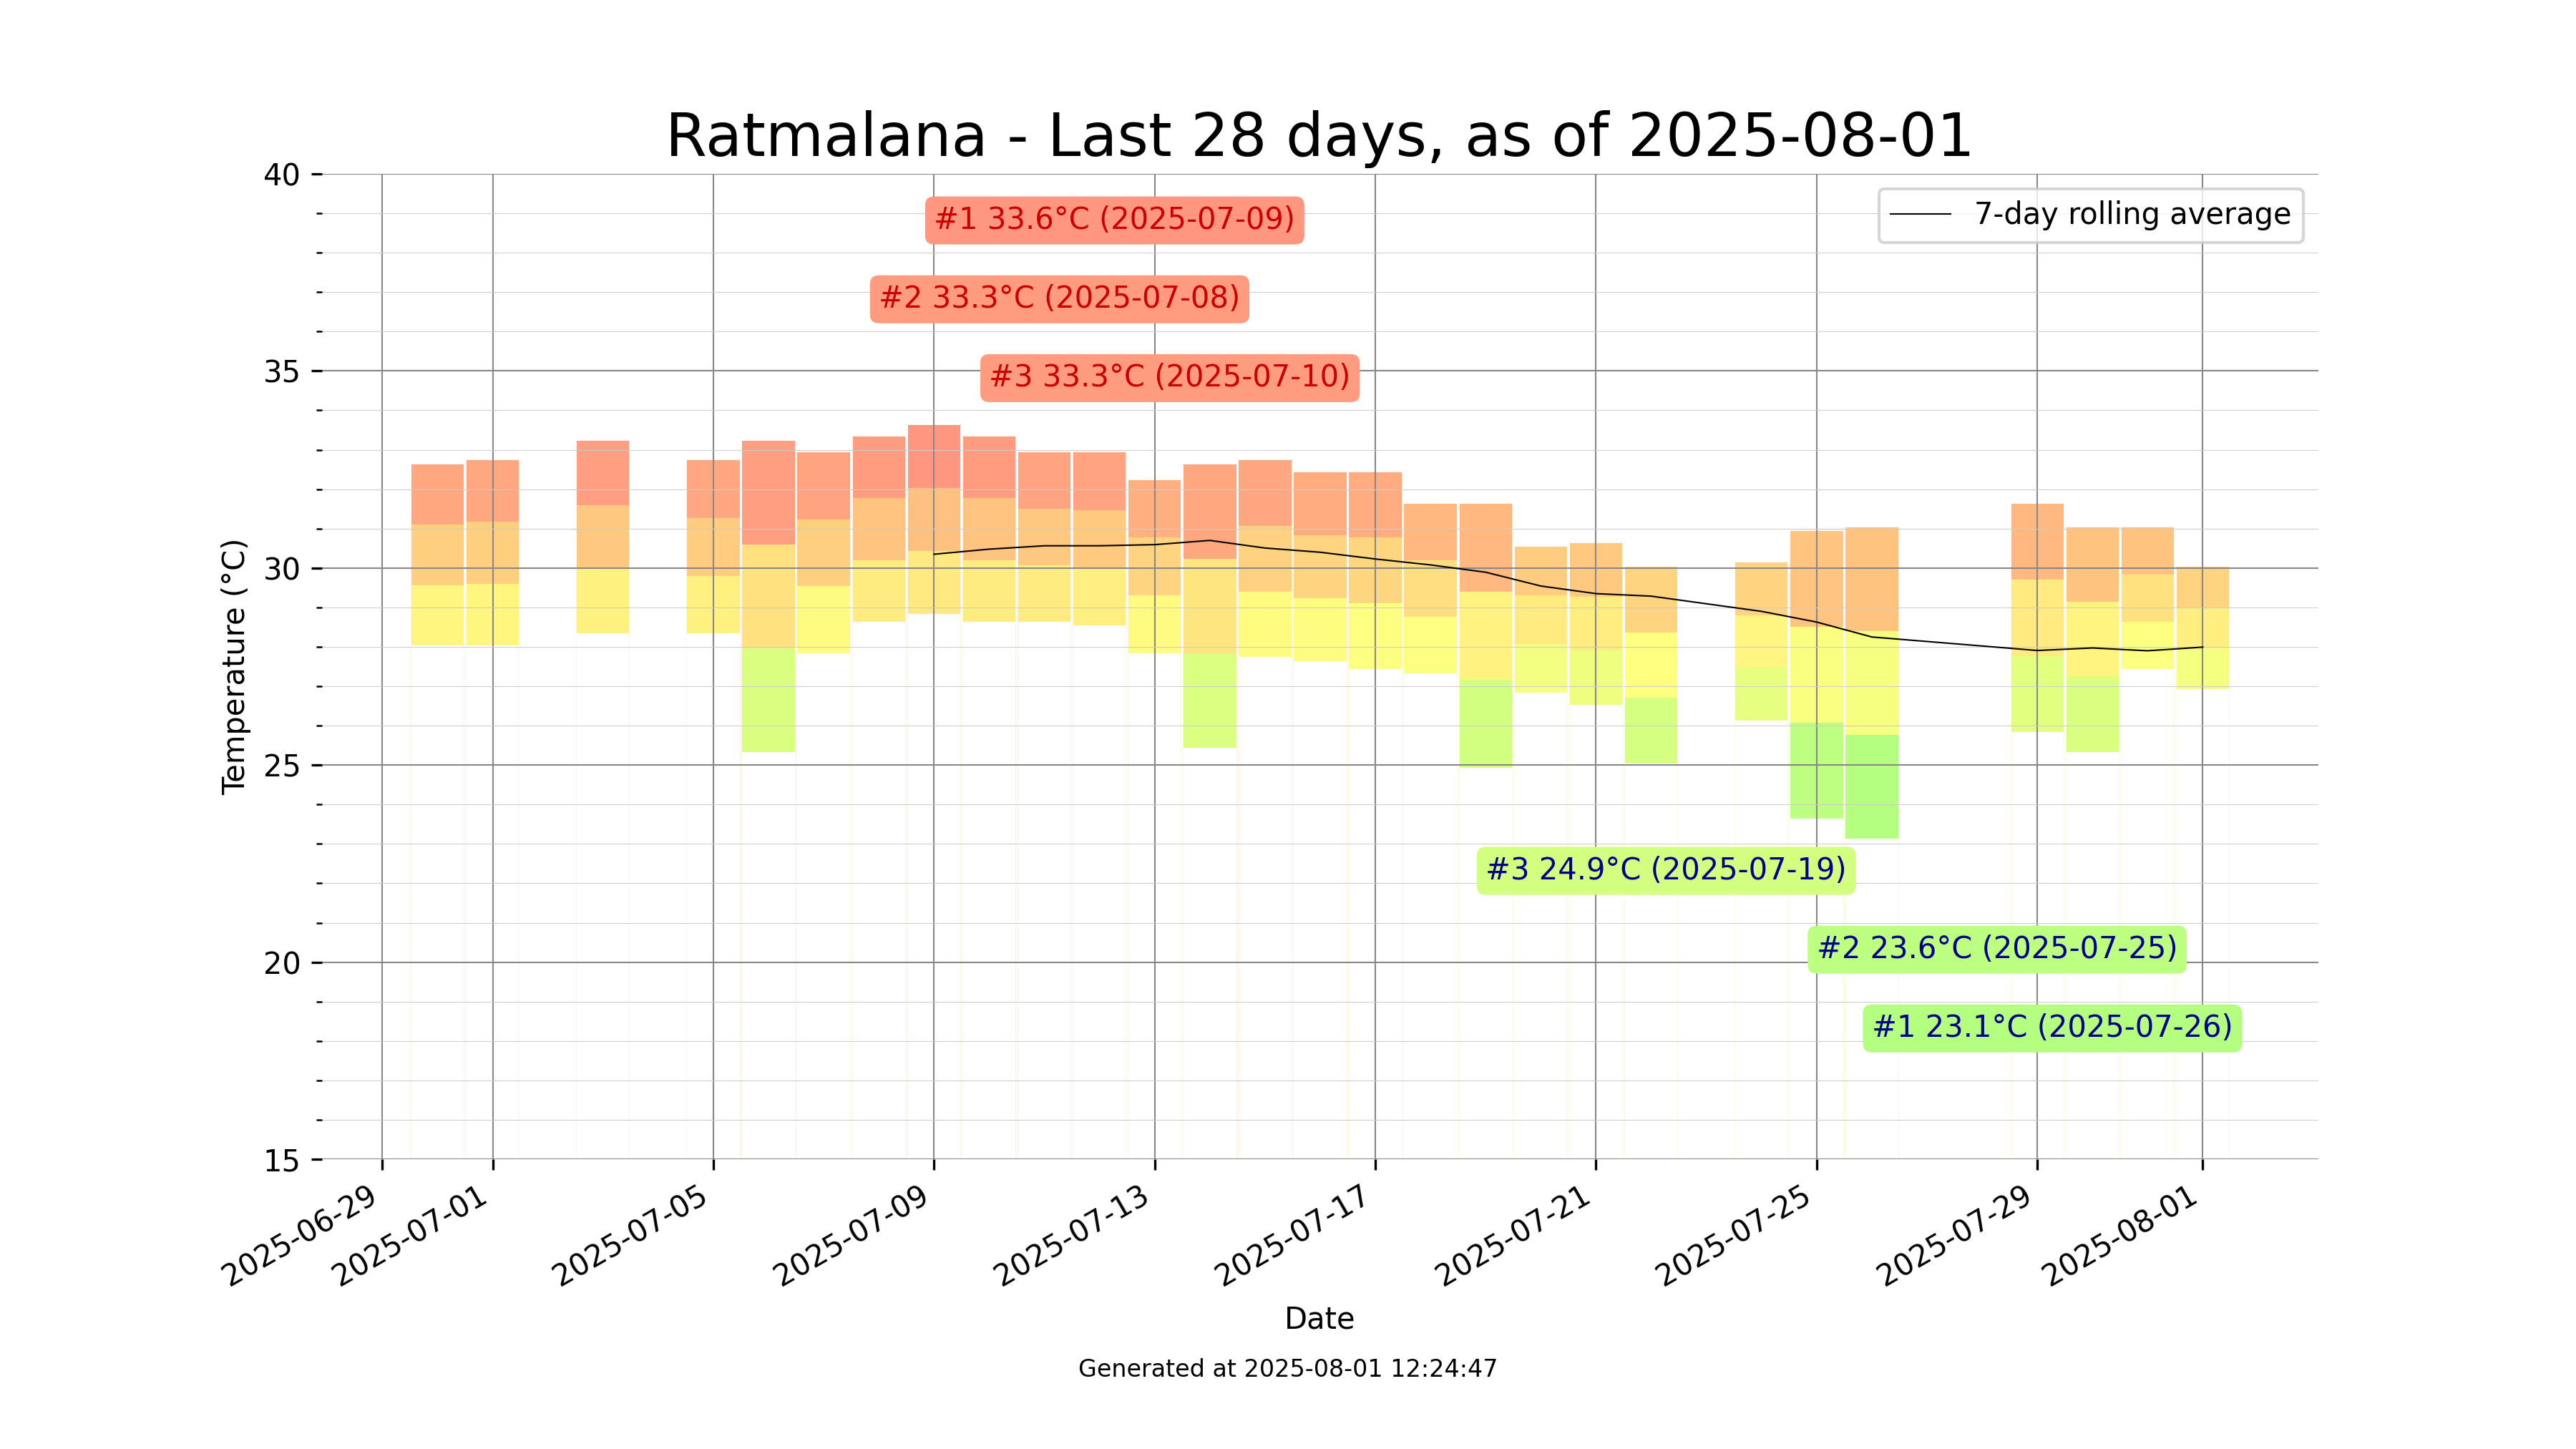 Ratmalana - Last 28 days, as of 2025-08-01
40
35
30
25
20
15
Temperature (°C)
7-day rolling average
#1 33.6°C (2025-07-09)
#2 33.3°C (2025-07-08)
#3 33.3°C (2025-07-10)
#3 24.9°C (2025-07-19)
#2 23.6°C (2025-07-25)
#1 23.1°C (2025-07-26)
2025-06-29
2025-07-01
2025-07-05
2025-07-09
2025-07-13
2025-07-17
2025-07-21
2025-07-25
2025-07-29
2025-08-01
Date
Generated at 2025-08-01 12:24:47